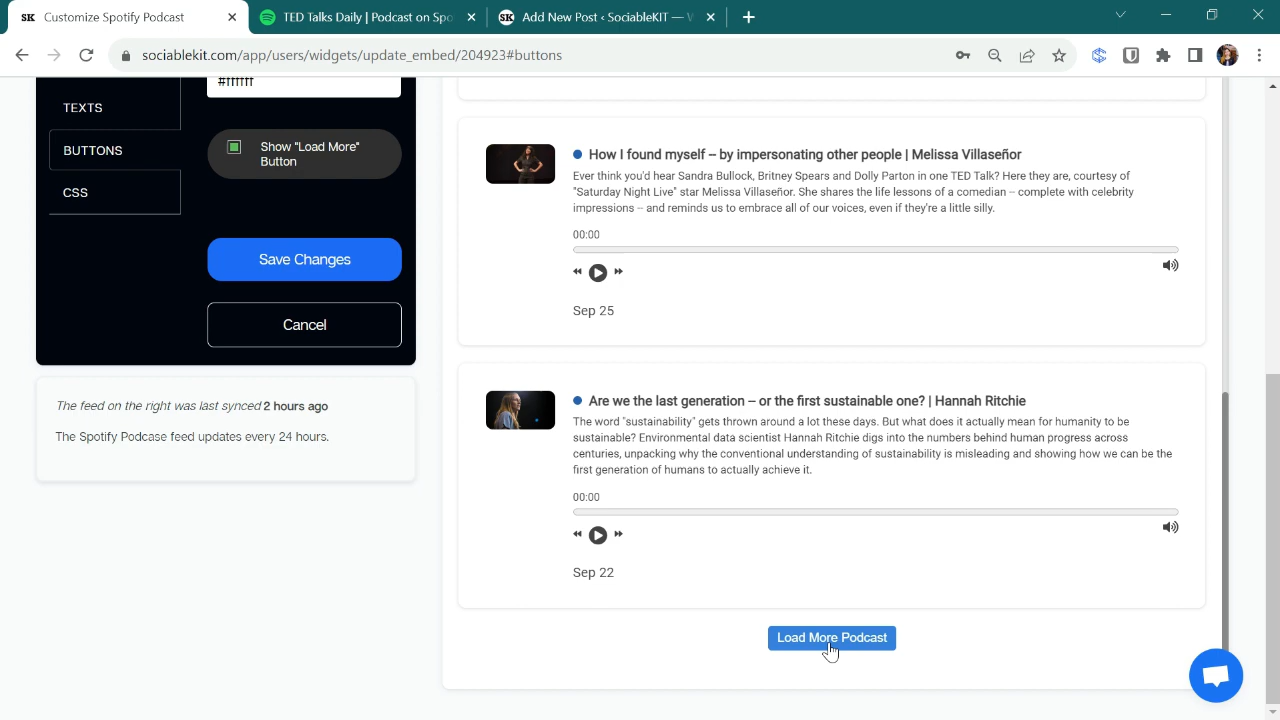 SK Customize Spotify Podcast
TED Talks Daily | Podcast on Spo
SK Add New Post ‹ SociableKIT — W
sociablekit.com/app/users/widgets/update_embed/204923#buttons
#ffffff
TEXTS
BUTTONS
CSS
Show "Load More"
Button
Save Changes
Cancel
The feed on the right was last synced 2 hours ago
The Spotify Podcase feed updates every 24 hours.
How I found myself -- by impersonating other people | Melissa Villaseñor
Ever think you'd hear Sandra Bullock, Britney Spears and Dolly Parton in one TED Talk? Here they are, courtesy of
"Saturday Night Live" star Melissa Villaseñor. She shares the life lessons of a comedian -- complete with celebrity
impressions -- and reminds us to embrace all of our voices, even if they're a little silly.
00:00
Sep 25
Are we the last generation -- or the first sustainable one? | Hannah Ritchie
The word "sustainability" gets thrown around a lot these days. But what does it actually mean for humanity to be
sustainable? Environmental data scientist Hannah Ritchie digs into the numbers behind human progress across
centuries, unpacking why the conventional understanding of sustainability is misleading and showing how we can be the
first generation of humans to actually achieve it.
00:00
Sep 22
Load More Podcast